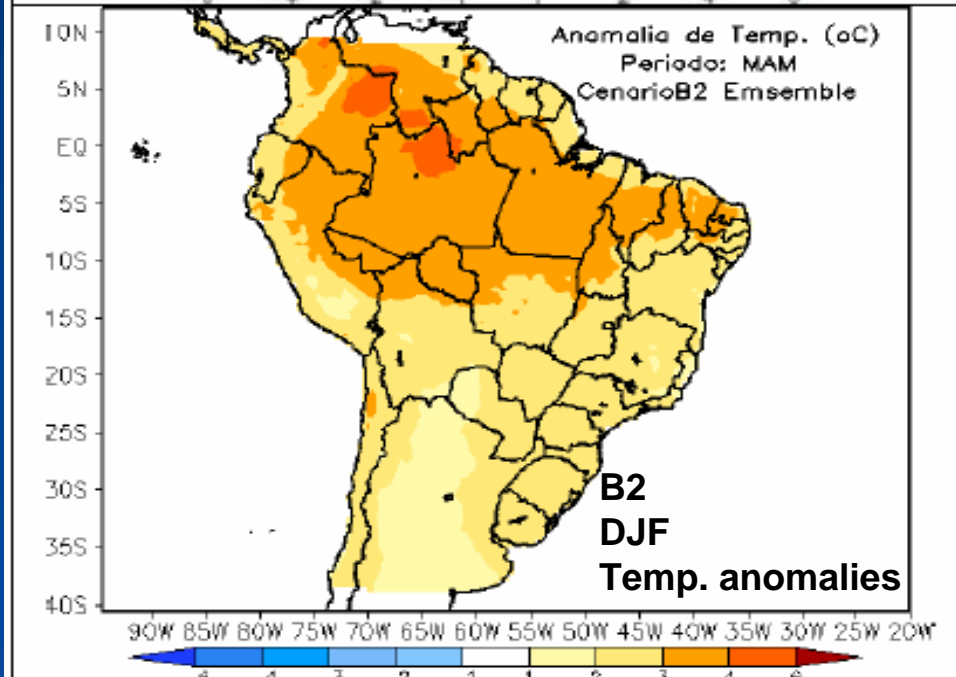 Anomalia de Temp. (oC)
Periodo: MAM
CenarioB2 Emsemble
10N
5N
EQ
5S
10S
15S
20S
25S
30S
35S
40S
B2
DJF
Temp. anomalies
90W 85W 80W 75W 70W 65W 60W 55W 50W 45W 40W 35W 30W 25W 20W